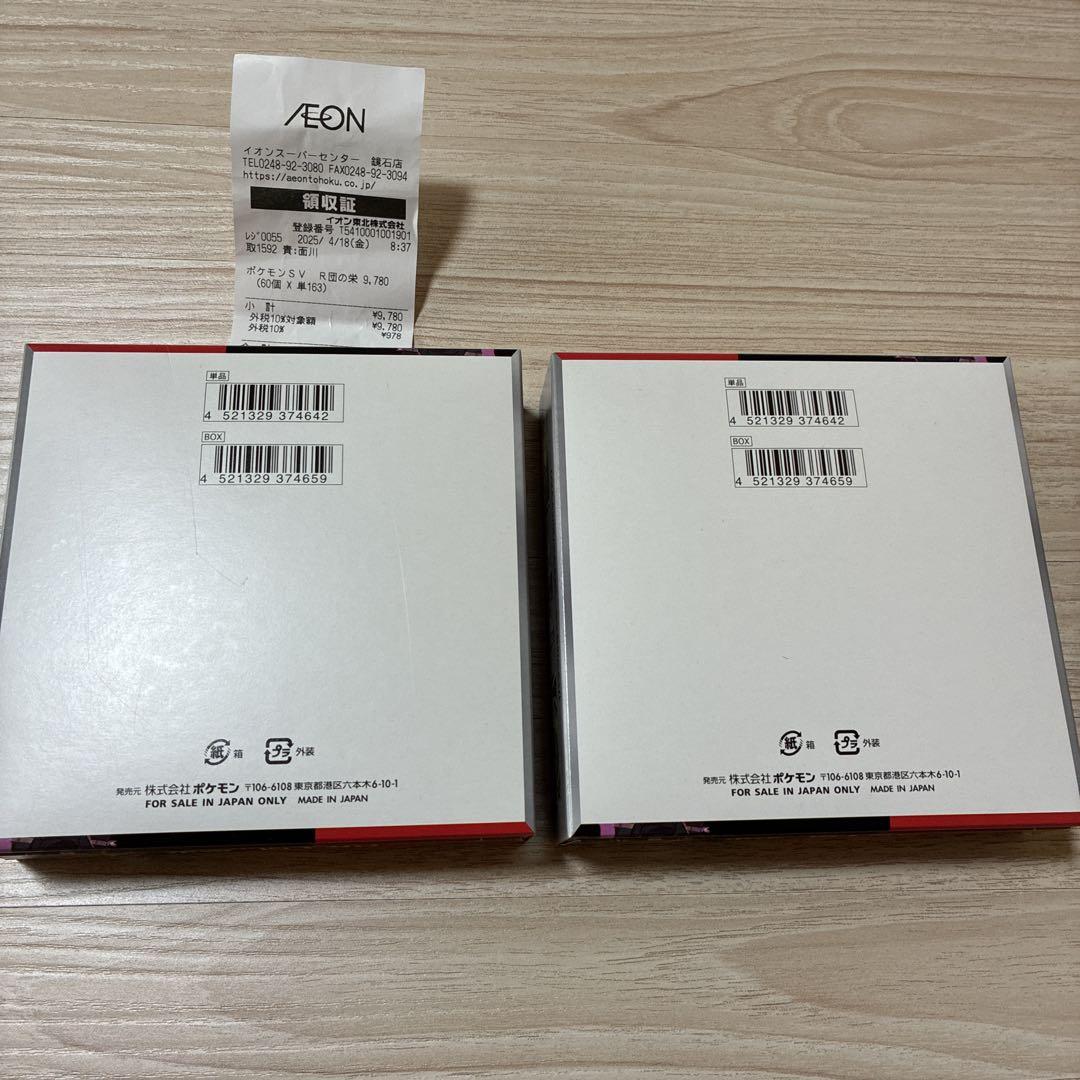 ÆON
イオンスーパーセンター 鏡石店
TEL0248-92-3080 FAX0248-92-3094
https://aeontohoku.co.jp/
領収証
イオン東北株式会社
登録番号 T5410001001901
レジ0055 2025/ 4/18(金) 8:37
取1592 責:面川
ポケモンSV R団の栄 9,780
(60個 X 単163)
小 計 ¥9,780
外税10%対象額 ¥9,780
外税10% ¥978
単品
4 521329 374642
BOX
4 521329 374659
紙 箱 プラ 外装
発売元 株式会社ポケモン 〒106-6108 東京都港区六本木6-10-1
FOR SALE IN JAPAN ONLY MADE IN JAPAN
単品
4 521329 374642
BOX
4 521329 374659
紙 箱 プラ 外装
発売元 株式会社ポケモン 〒106-6108 東京都港区六本木6-10-1
FOR SALE IN JAPAN ONLY MADE IN JAPAN